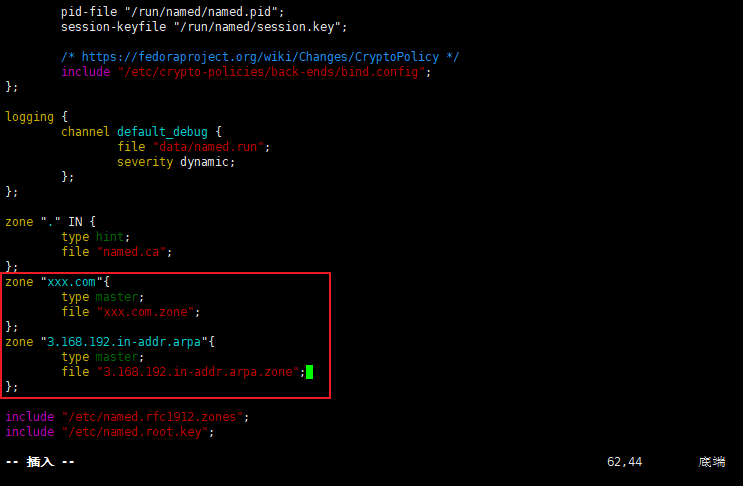 pid-file "/run/named/named.pid";
session-keyfile "/run/named/session.key";
/* https://fedoraproject.org/wiki/Changes/CryptoPolicy */
include "/etc/crypto-policies/back-ends/bind.config";
};
logging {
channel default_debug {
file "data/named.run";
severity dynamic;
};
};
zone "." IN {
type hint;
file "named.ca";
};
zone "xxx.com"{
type master;
file "xxx.com.zone";
};
zone "3.168.192.in-addr.arpa"{
type master;
file "3.168.192.in-addr.arpa.zone";
};
include "/etc/named.rfc1912.zones";
include "/etc/named.root.key";
-- 插入 -- 62,44 底端